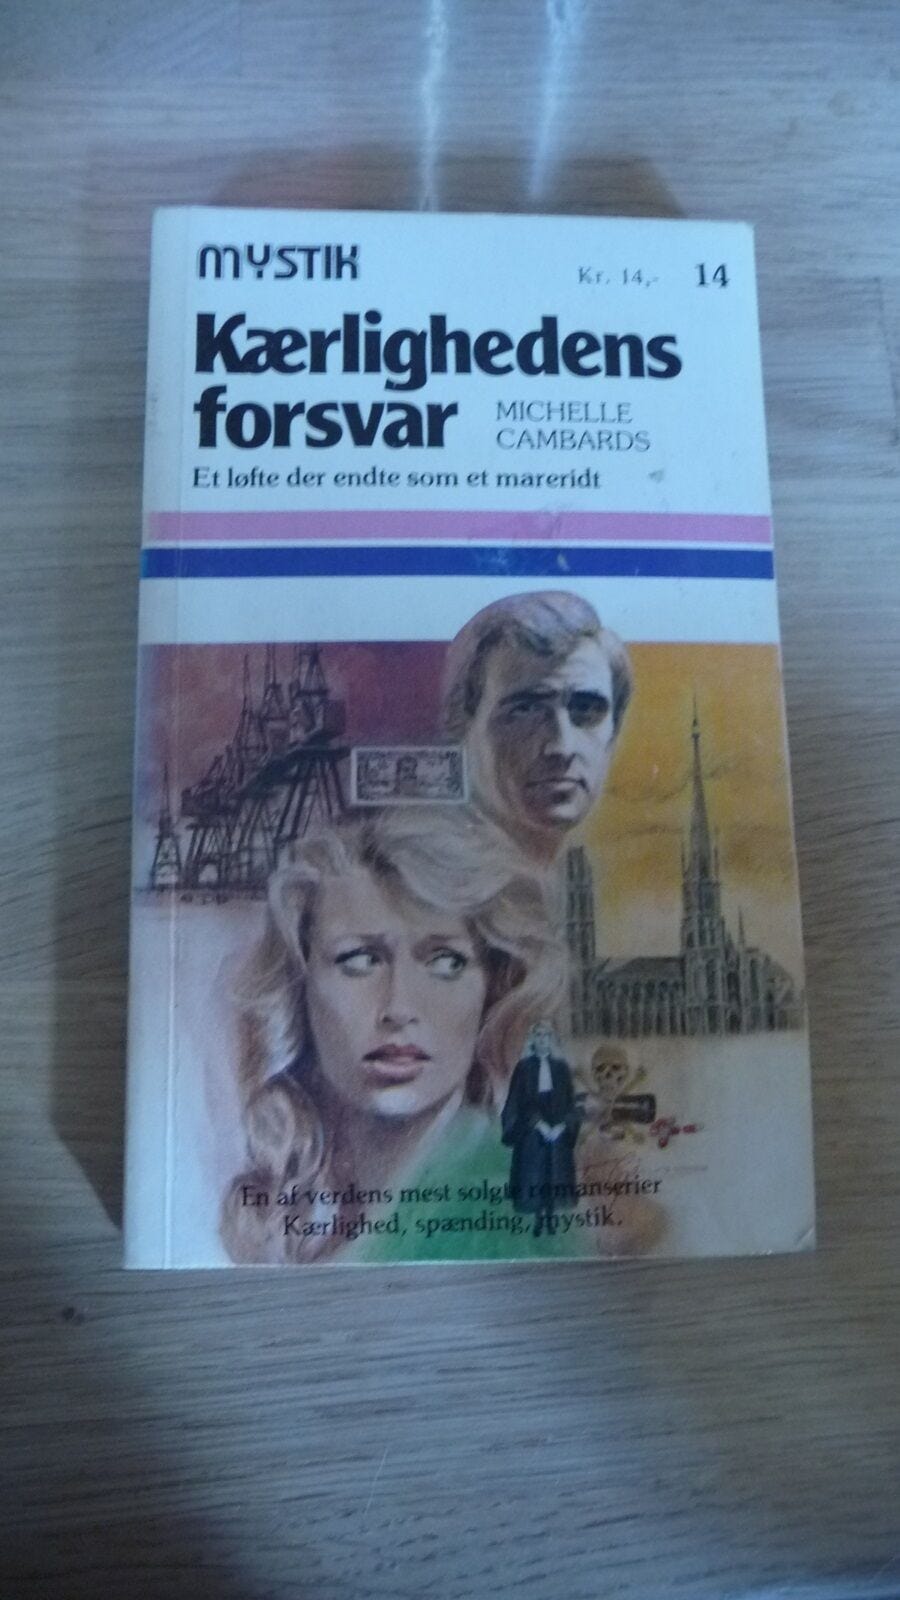 MYSTIK
Kr. 14,- 14
Kærlighedens
forsvar
MICHELLE
CAMBARDS
Et løfte der endte som et mareridt
En af verdens mest solgte romanserier
Kærlighed, spænding, mystik.